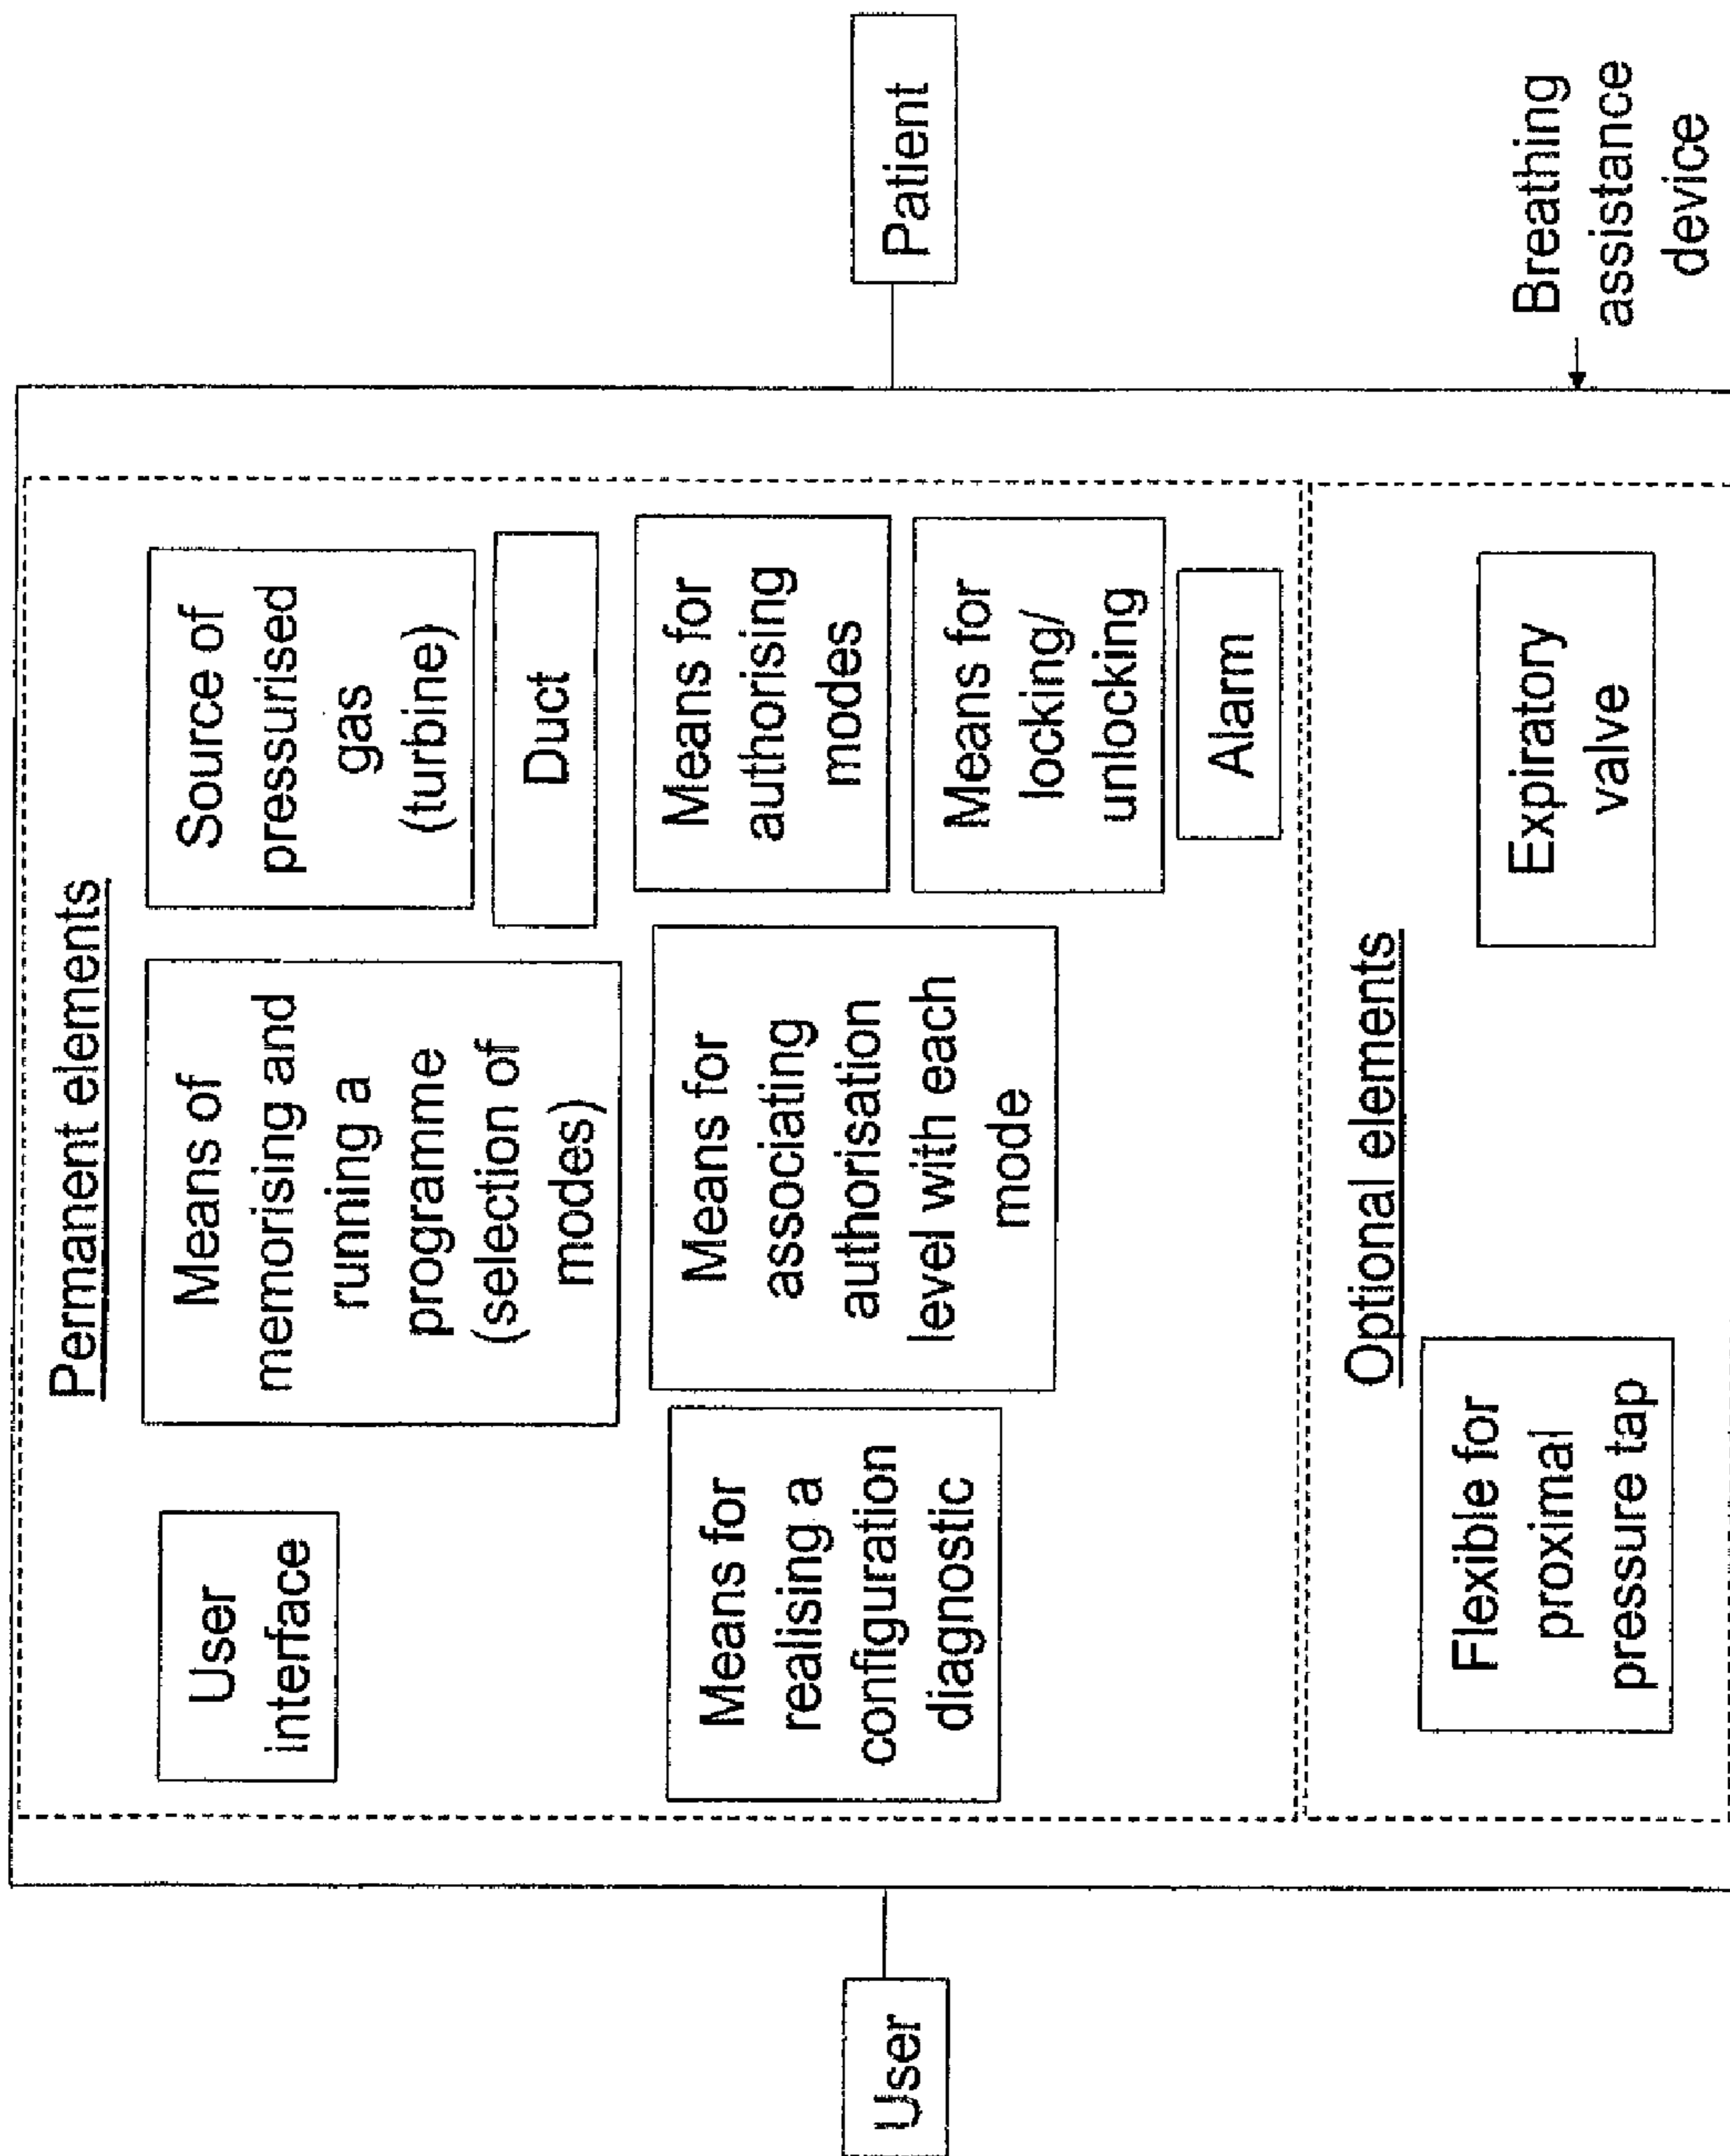 Permanent elements
User
interface
Means of
memorising and
running a
programme
(selection of
modes)
Source of
pressurised
gas
(turbine)
Duct
Means for
realising a
configuration
diagnostic
Means for
associating
authorisation
level with each
mode
Means for
authorising
modes
Means for
locking/
unlocking
Alarm
User
Patient
Optional elements
Flexible for
proximal
pressure tap
Expiratory
valve
Breathing
assistance
device